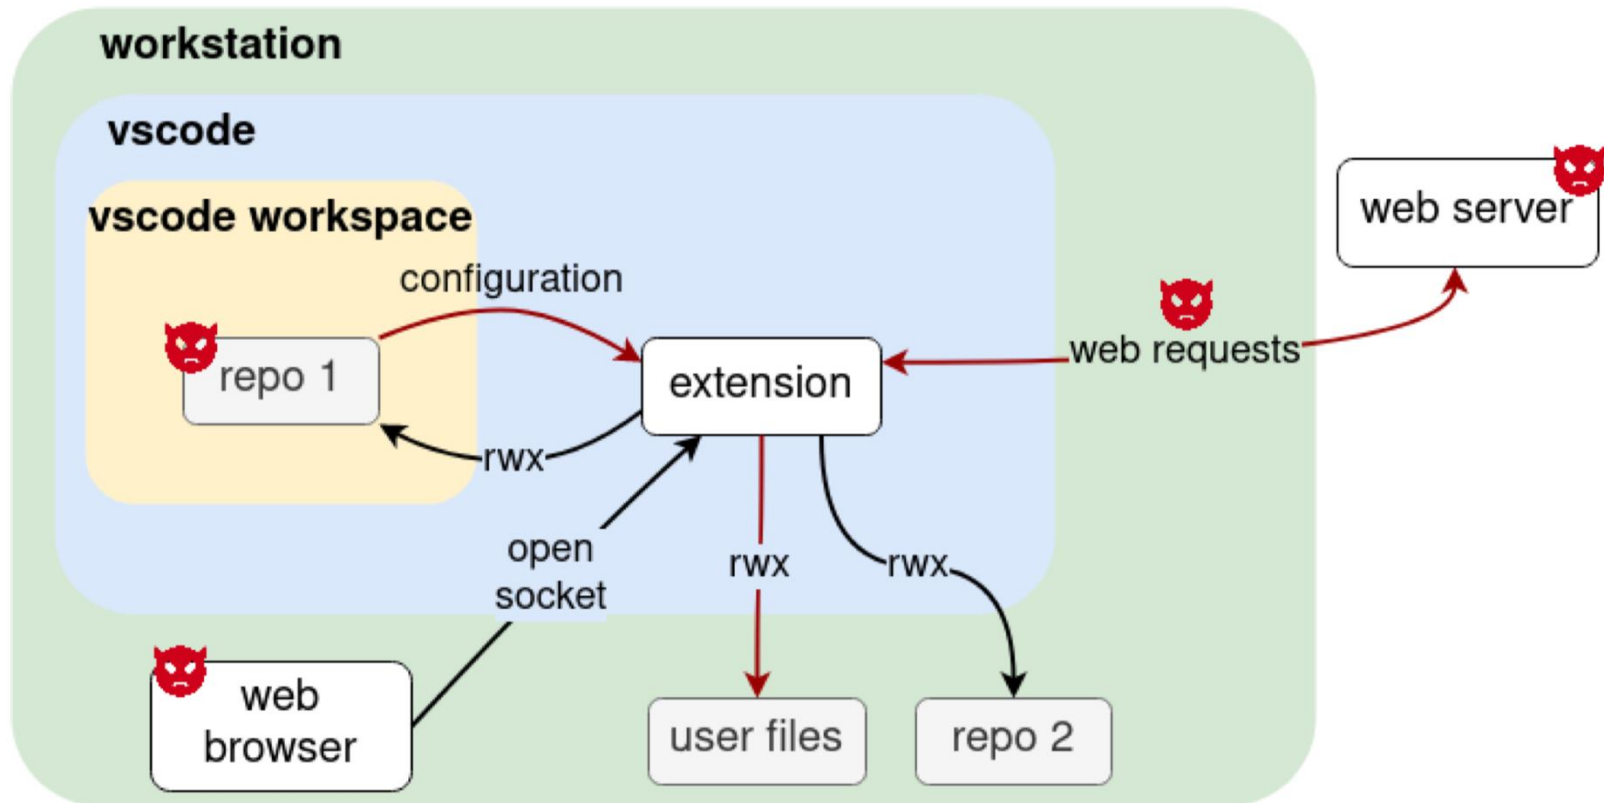 workstation
vscode
vscode workspace
web server
configuration
web requests
repo 1
extension
rwx
open
socket
rwx
rwx
web
browser
user files
repo 2